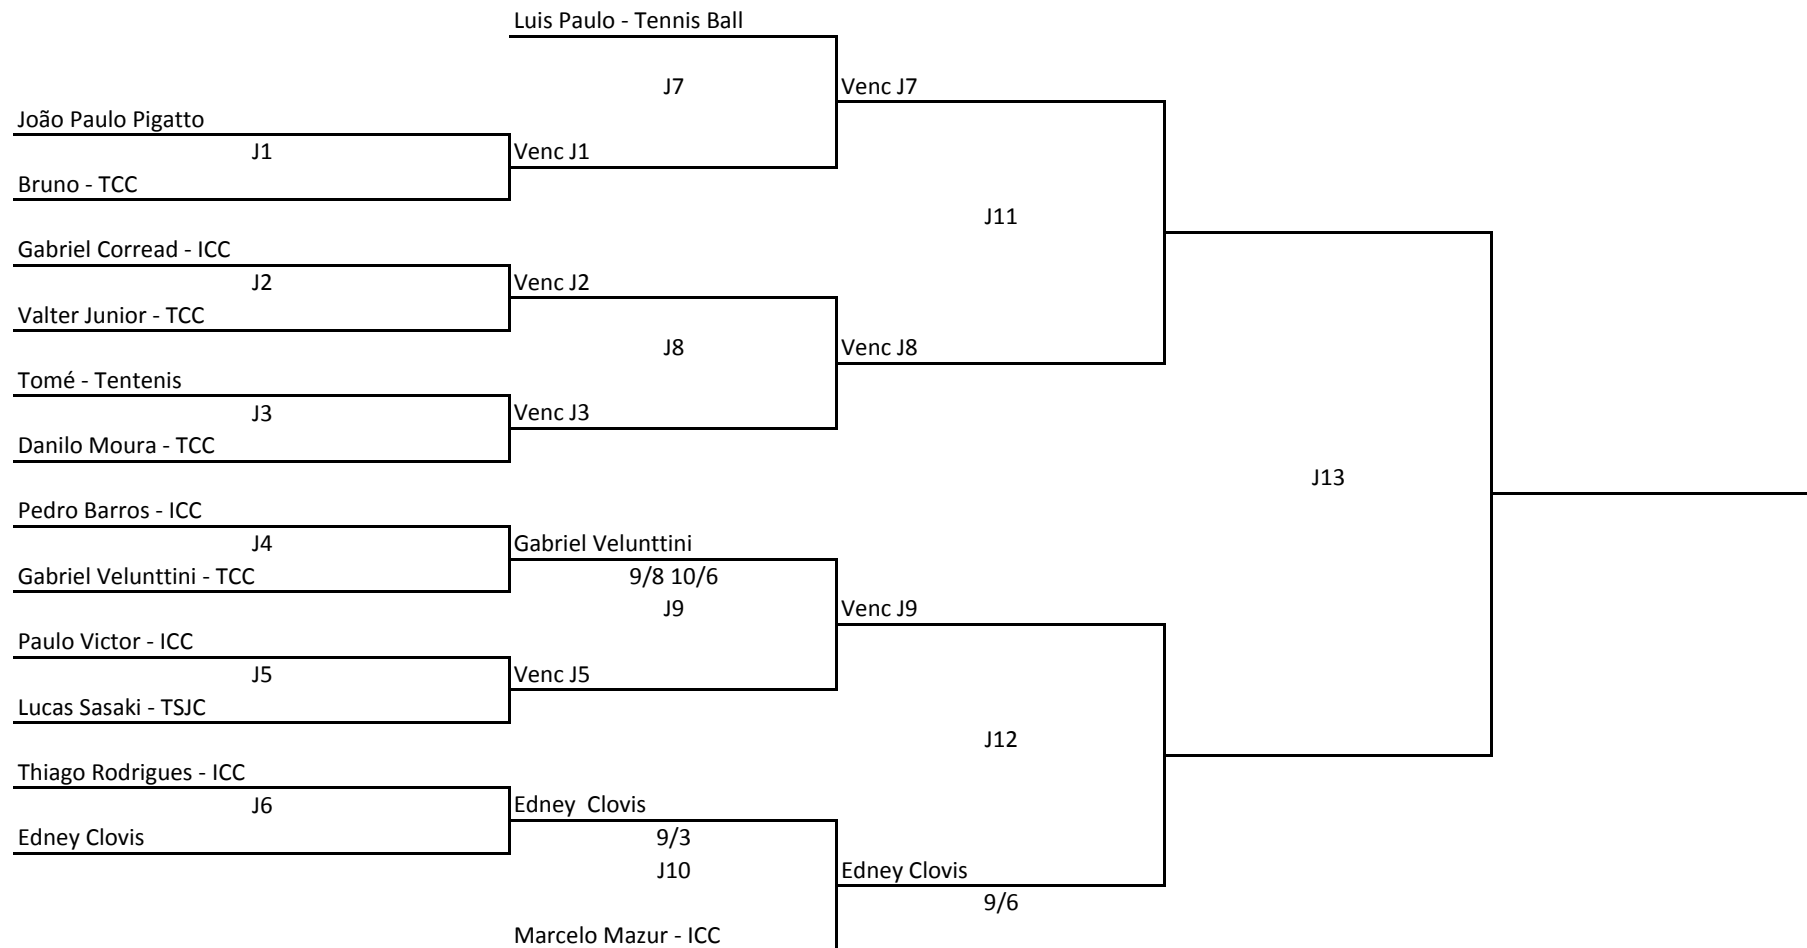 Luis Paulo - Tennis Ball
J7
Venc J7
João Paulo Pigatto
J1
Venc J1
Bruno - TCC
J11
Gabriel Corread - ICC
J2
Venc J2
Valter Junior - TCC
J8
Venc J8
Tomé - Tentenis
J3
Venc J3
Danilo Moura - TCC
J13
Pedro Barros - ICC
J4
Gabriel Velunttini
Gabriel Velunttini - TCC
9/8 10/6
J9
Venc J9
Paulo Victor - ICC
J5
Venc J5
Lucas Sasaki - TSJC
J12
Thiago Rodrigues - ICC
J6
Edney  Clovis
Edney Clovis
9/3
J10
Edney Clovis
9/6
Marcelo Mazur - ICC